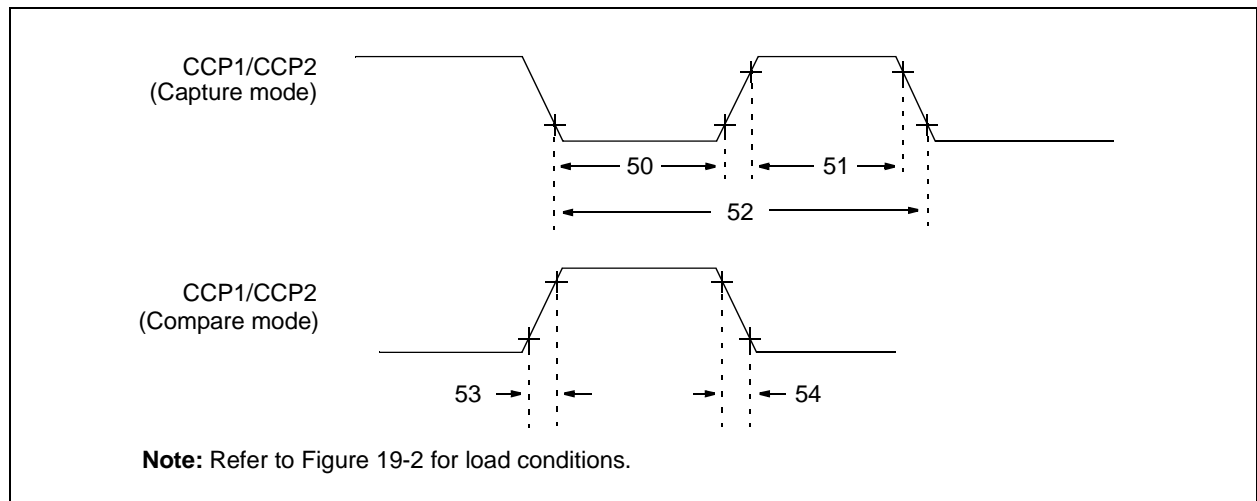 CCP1/CCP2
(Capture mode)
50
51
52
CCP1/CCP2
(Compare mode)
53
54
Note: Refer to Figure 19-2 for load conditions.